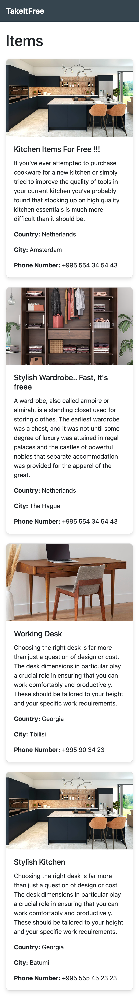 TakeItFree
Items
Kitchen Items For Free !!!
If you’ve ever attempted to purchase
cookware for a new kitchen or simply
tried to improve the quality of tools in
your current kitchen you’ve probably
found that stocking up on high quality
kitchen essentials is much more
difficult than it should be.
Country: Netherlands
City: Amsterdam
Phone Number: +995 554 34 54 43
Stylish Wardrobe.. Fast, It's
freee
A wardrobe, also called armoire or
almirah, is a standing closet used for
storing clothes. The earliest wardrobe
was a chest, and it was not until some
degree of luxury was attained in regal
palaces and the castles of powerful
nobles that separate accommodation
was provided for the apparel of the
great.
Country: Netherlands
City: The Hague
Phone Number: +995 554 34 54 43
Working Desk
Choosing the right desk is far more
than just a question of design or cost.
The desk dimensions in particular play
a crucial role in ensuring that you can
work comfortably and productively.
These should be tailored to your height
and your specific work requirements.
Country: Georgia
City: Tbilisi
Phone Number: +995 90 34 23
Stylish Kitchen
Choosing the right desk is far more
than just a question of design or cost.
The desk dimensions in particular play
a crucial role in ensuring that you can
work comfortably and productively.
These should be tailored to your height
and your specific work requirements.
Country: Georgia
City: Batumi
Phone Number: +995 555 45 23 23